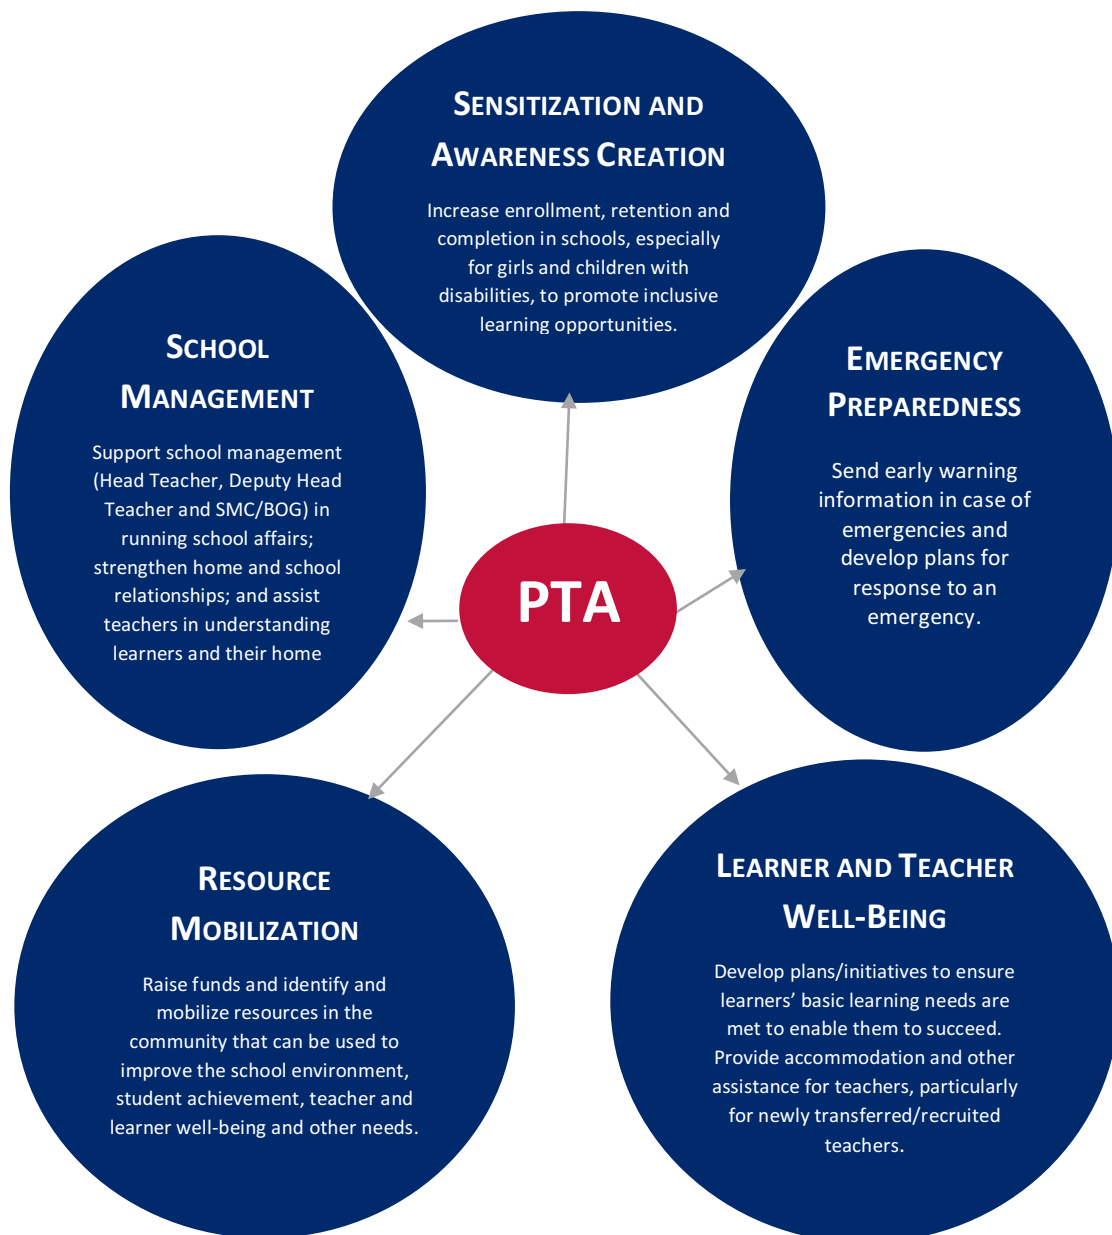 SENSITIZATION AND
AWARENESS CREATION
Increase enrollment, retention and
completion in schools, especially
for girls and children with
disabilities, to promote inclusive
learning opportunities.
SCHOOL
MANAGEMENT
Support school management
(Head Teacher, Deputy Head
Teacher and SMC/BOG) in
running school affairs;
strengthen home and school
relationships; and assist
teachers in understanding
learners and their home
EMERGENCY
PREPAREDNESS
Send early warning
information in case of
emergencies and
develop plans for
response to an
emergency.
PTA
RESOURCE
MOBILIZATION
Raise funds and identify and
mobilize resources in the
community that can be used to
improve the school environment,
student achievement, teacher and
learner well-being and other needs.
LEARNER AND TEACHER
WELL-BEING
Develop plans/initiatives to ensure
learners’ basic learning needs are
met to enable them to succeed.
Provide accommodation and other
assistance for teachers, particularly
for newly transferred/recruited
teachers.